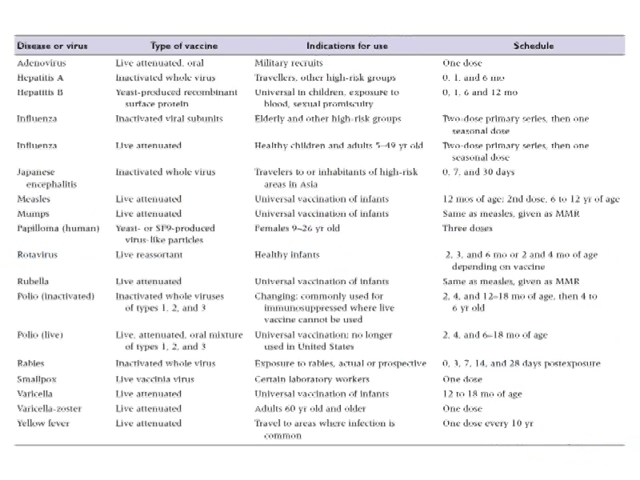 Disease or virus Type of vaccine Indications for use Schedule
Adenovirus Live attenuated, oral Military recruits One dose
Hepatitis A Inactivated whole virus Travellers, other high-risk groups 0, 1, and 6 mo
Hepatitis B Yeast-produced recombinant Universal in children, exposure to 0, 1, 6 and 12 mo
surface protein blood, sexual promiscuity
Influenza Inactivated viral subunits Elderly and other high-risk groups Two-dose primary series, then one
seasonal dose
Influenza Live attenuated Healthy children and adults 5–49 yr old Two-dose primary series, then one
seasonal dose
Japanese Inactivated whole virus Travelers to or inhabitants of high-risk 0, 7, and 30 days
encephalitis areas in Asia
Measles Live attenuated Universal vaccination of infants 12 mos of age; 2nd dose, 6 to 12 yr of age
Mumps Live attenuated Universal vaccination of infants Same as measles, given as MMR
Papilloma (human) Yeast- or SF9-produced Females 9–26 yr old Three doses
virus-like particles
Rotavirus Live reassortant Healthy infants 2, 3, and 6 mo or 2 and 4 mo of age
depending on vaccine
Rubella Live attenuated Universal vaccination of infants Same as measles, given as MMR
Polio (inactivated) Inactivated whole viruses Changing; commonly used for 2, 4, and 12–18 mo of age, then 4 to
of types 1, 2, and 3 immunosuppressed where live 6 yr old
vaccine cannot be used
Polio (live) Live, attenuated, oral mixture Universal vaccination; no longer 2, 4, and 6–18 mo of age
of types 1, 2, and 3 used in United States
Rabies Inactivated whole virus Exposure to rabies, actual or prospective 0, 3, 7, 14, and 28 days postexposure
Smallpox Live vaccinia virus Certain laboratory workers One dose
Varicella Live attenuated Universal vaccination of infants 12 to 18 mo of age
Varicella-zoster Live attenuated Adults 60 yr old and older One dose
Yellow fever Live attenuated Travel to areas where infection is One dose every 10 yr
common